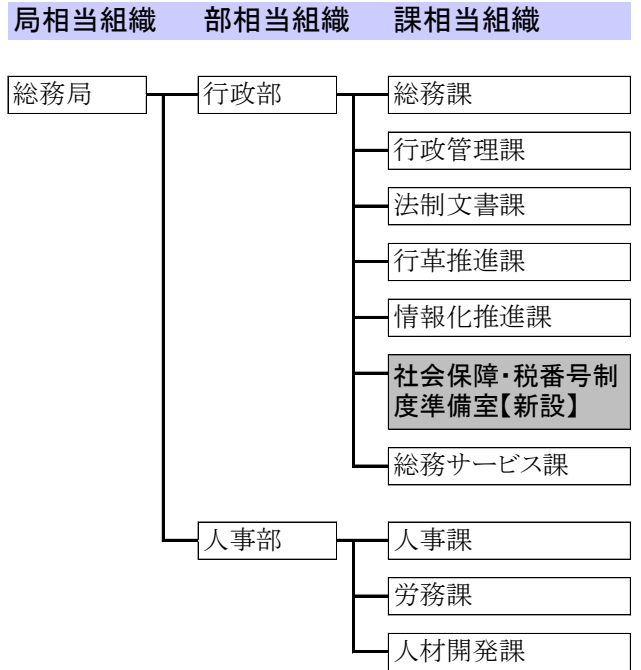 局相当組織 部相当組織 課相当組織
総務局 行政部 総務課
行政管理課
法制文書課
行革推進課
情報化推進課
社会保障・税番号制
度準備室【新設】
総務サービス課
人事部 人事課
労務課
人材開発課